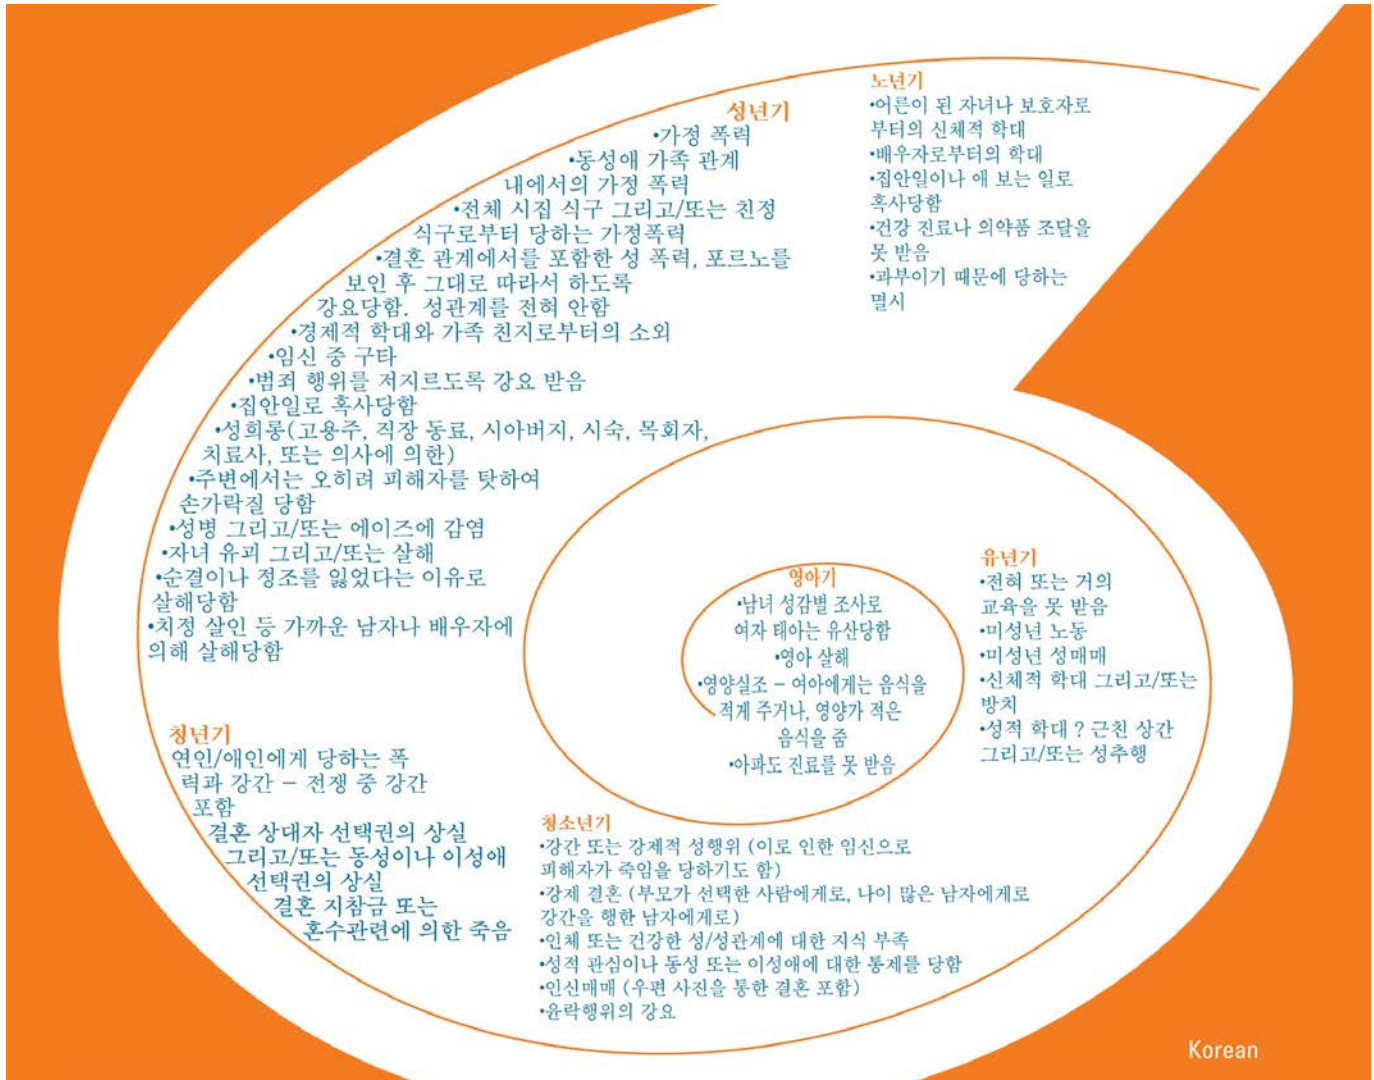 노년기
•어른이 된 자녀나 보호자로
부터의 신체적 학대
•배우자로부터의 학대
•집안일이나 애 보는 일로
혹사당함
•건강 진료나 의약품 조달을
못 받음
•과부이기 때문에 당하는
멸시
성년기
•가정 폭력
•동성애 가족 관계
내에서의 가정 폭력
•전체 시집 식구 그리고/또는 친정
식구로부터 당하는 가정폭력
•결혼 관계에서를 포함한 성 폭력, 포르노를
보인 후 그대로 따라서 하도록
강요당함. 성관계를 전혀 안함
•경제적 학대와 가족 친지로부터의 소외
•임신 중 구타
•범죄 행위를 저지르도록 강요 받음
•집안일로 혹사당함
•성희롱(고용주, 직장 동료, 시아버지, 시숙, 목회자,
치료사, 또는 의사에 의한)
•주변에서는 오히려 피해자를 탓하여
손가락질 당함
•성병 그리고/또는 에이즈에 감염
•자녀 유괴 그리고/또는 살해
•순결이나 정조를 잃었다는 이유로
살해당함
•치정 살인 등 가까운 남자나 배우자에
의해 살해당함
영아기
•남녀 성감별 조사로
여자 태아는 유산당함
•영아 살해
•영양실조 – 여아에게는 음식을
적게 주거나, 영양가 적은
음식을 줌
•아파도 진료를 못 받음
유년기
•전혀 또는 거의
교육을 못 받음
•미성년 노동
•미성년 성매매
•신체적 학대 그리고/또는
방치
•성적 학대 ? 근친 상간
그리고/또는 성추행
청년기
연인/애인에게 당하는 폭
력과 강간 – 전쟁 중 강간
포함
결혼 상대자 선택권의 상실
그리고/또는 동성이나 이성애
선택권의 상실
결혼 지참금 또는
혼수관련에 의한 죽음
청소년기
•강간 또는 강제적 성행위 (이로 인한 임신으로
피해자가 죽임을 당하기도 함)
•강제 결혼 (부모가 선택한 사람에게로, 나이 많은 남자에게로
강간을 행한 남자에게로)
•인체 또는 건강한 성/성관계에 대한 지식 부족
•성적 관심이나 동성 또는 이성애에 대한 통제를 당함
•인신매매 (우편 사진을 통한 결혼 포함)
•윤락행위의 강요
Korean